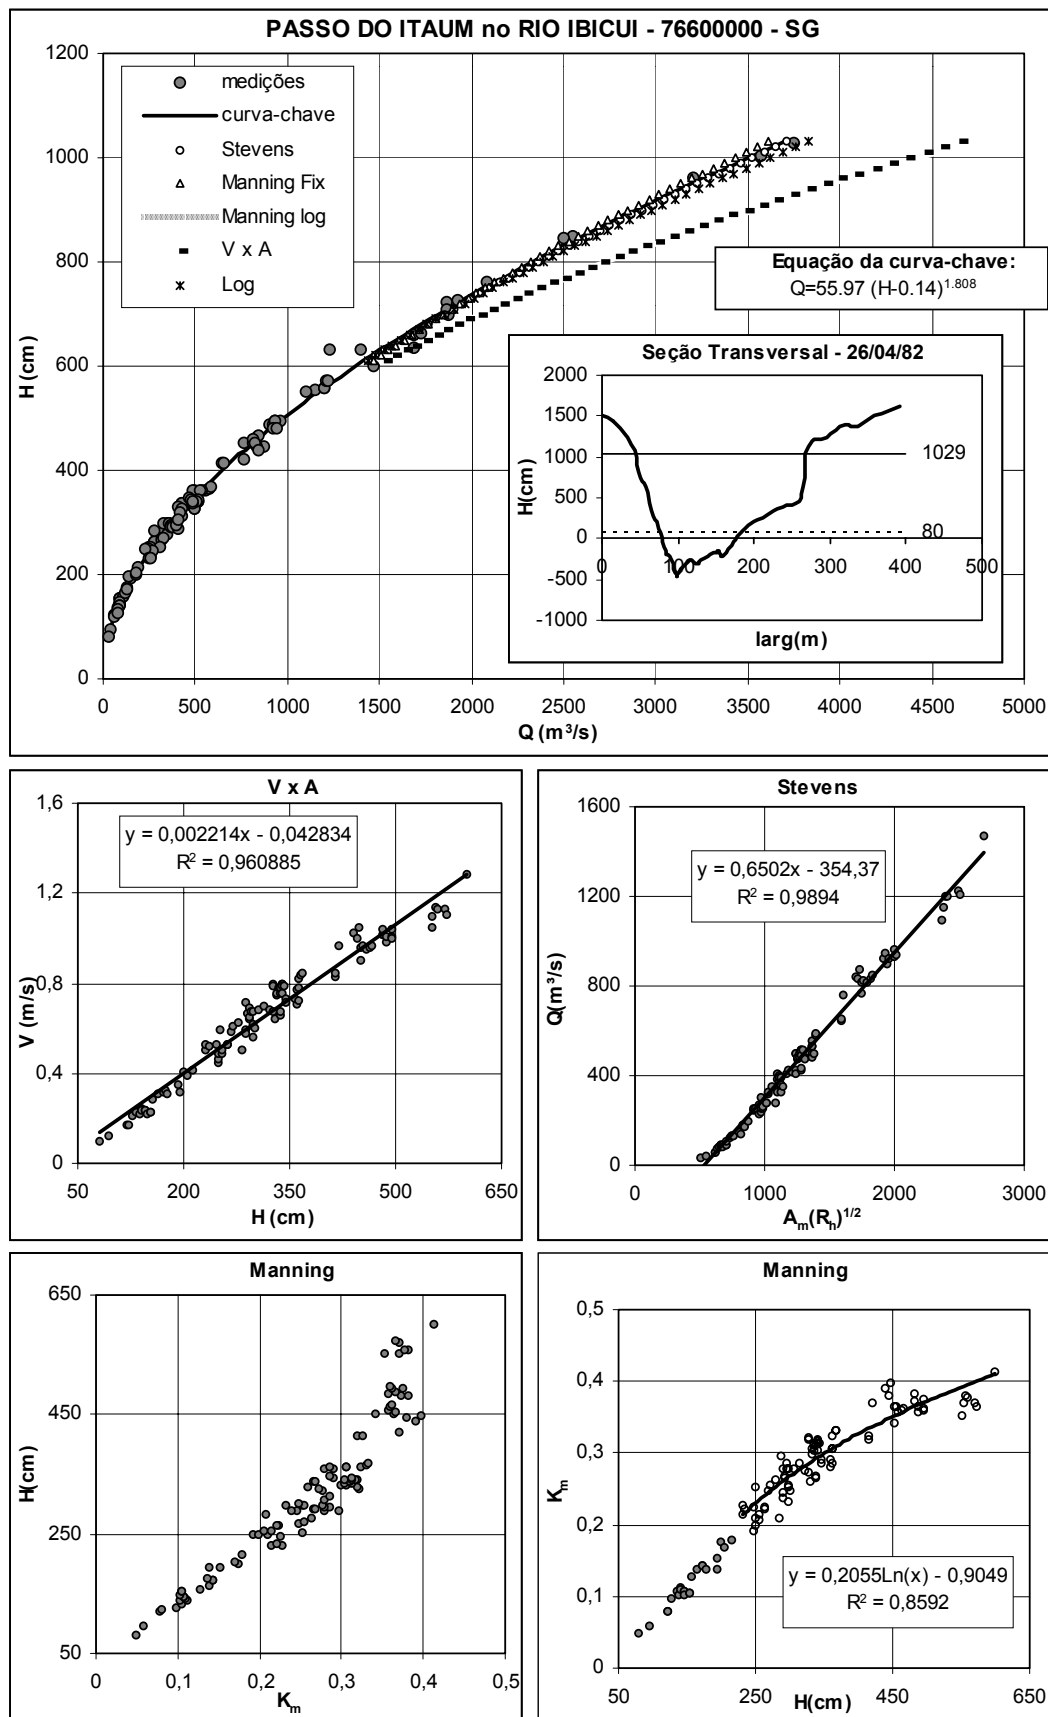 PASSO DO ITAUM no RIO IBICUI - 76600000 - SG
1200
1000
800
600
400
200
0
H (cm)
medições
curva-chave
Stevens
Manning Fix
Manning log
V x A
Log
Equação da curva-chave:
Q=55.97 (H-0.14)^1.808
Seção Transversal - 26/04/82
2000
1500
1000
500
0
-500
-1000
H(cm)
1029
80
0 100 200 300 400 500
larg(m)
0 500 1000 1500 2000 2500 3000 3500 4000 4500 5000
Q (m³/s)
V x A
1,6
1,2
0,8
0,4
0
V (m/s)
y = 0,002214x - 0,042834
R² = 0,960885
50 200 350 500 650
H (cm)
Stevens
1600
1200
800
400
0
Q(m³/s)
y = 0,6502x - 354,37
R² = 0,9894
0 1000 2000 3000
Aₘ(Rₕ)^1/2
Manning
650
450
250
50
H(cm)
0 0,1 0,2 0,3 0,4 0,5
Kₘ
Manning
0,5
0,4
0,3
0,2
0,1
0
Kₘ
y = 0,2055Ln(x) - 0,9049
R² = 0,8592
50 250 450 650
H(cm)